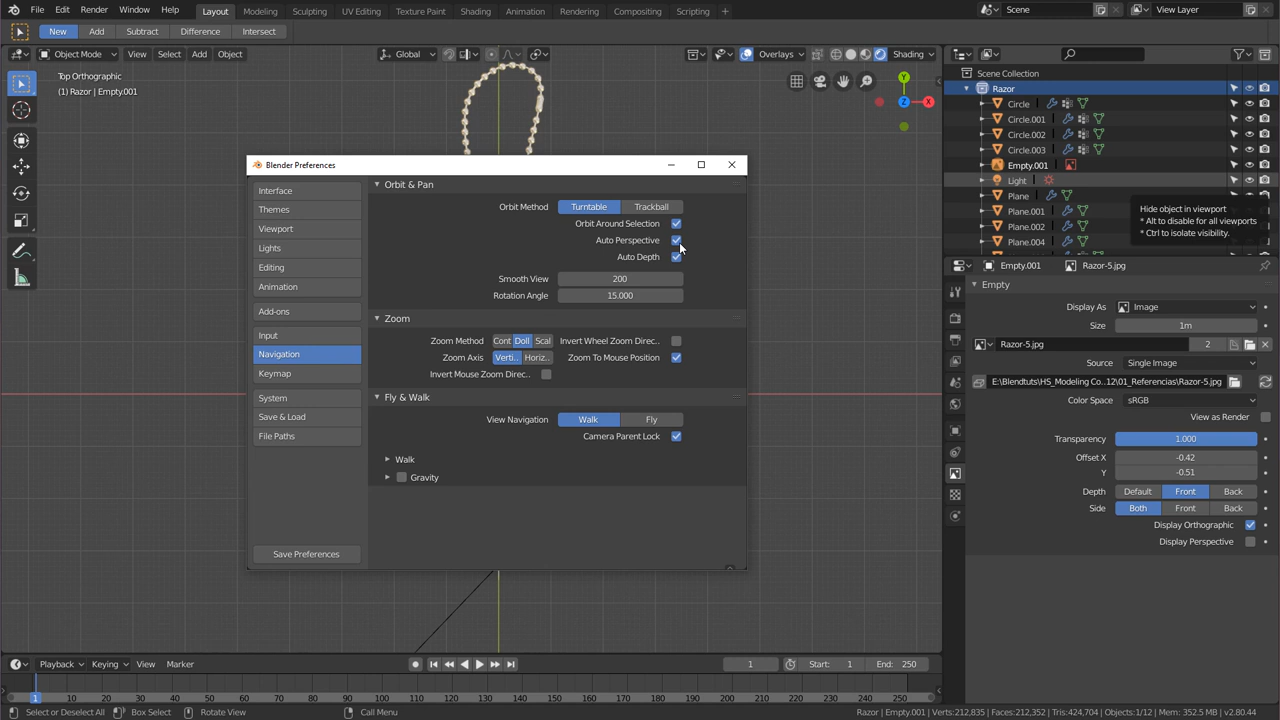 File Edit Render Window Help Layout Modeling Sculpting UV Editing Texture Paint Shading Animation Rendering Compositing Scripting + Scene View Layer
New Add Subtract Difference Intersect
Object Mode View Select Add Object Global Overlays Shading
Top Orthographic
(1) Razor | Empty.001
Y
Z X
Scene Collection
Razor
Circle
Circle.001
Circle.002
Circle.003
Empty.001
Light
Plane
Plane.001
Plane.002
Plane.004
Hide object in viewport
* Alt to disable for all viewports
* Ctrl to isolate visibility.
Blender Preferences
Interface
Themes
Viewport
Lights
Editing
Animation
Add-ons
Input
Navigation
Keymap
System
Save & Load
File Paths
Save Preferences
Orbit & Pan
Orbit Method Turntable Trackball
Orbit Around Selection
Auto Perspective
Auto Depth
Smooth View 200
Rotation Angle 15.000
Zoom
Zoom Method Cont Doll Scal Invert Wheel Zoom Direc..
Zoom Axis Verti.. Horiz.. Zoom To Mouse Position
Invert Mouse Zoom Direc..
Fly & Walk
View Navigation Walk Fly
Camera Parent Lock
Walk
Gravity
Empty.001 Razor-5.jpg
Empty
Display As Image
Size 1m
Razor-5.jpg 2
Source Single Image
E:\Blendtuts\HS_Modeling Co..12\01_Referencias\Razor-5.jpg
Color Space sRGB
View as Render
Transparency 1.000
Offset X -0.42
Y -0.51
Depth Default Front Back
Side Both Front Back
Display Orthographic
Display Perspective
Playback Keying View Marker 1 Start: 1 End: 250
1 10 20 30 40 50 60 70 80 90 100 110 120 130 140 150 160 170 180 190 200 210 220 230 240 250
Select or Deselect All Box Select Rotate View Call Menu Razor | Empty.001 | Verts:212,835 | Faces:212,352 | Tris:424,704 | Objects:1/12 | Mem: 352.5 MB | v2.80.44